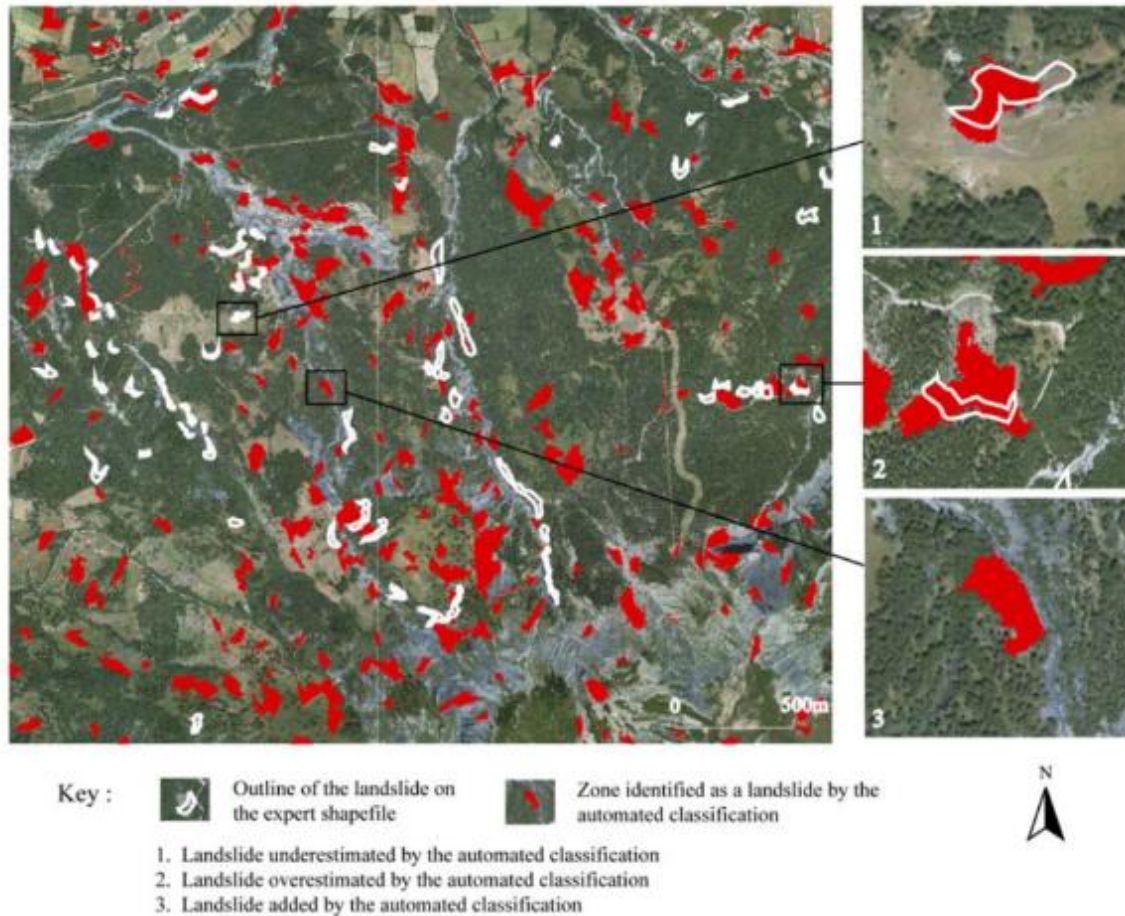 1
2
0 500m
3
Key :
Outline of the landslide on
the expert shapefile
Zone identified as a landslide by the
automated classification
N
1. Landslide underestimated by the automated classification
2. Landslide overestimated by the automated classification
3. Landslide added by the automated classification